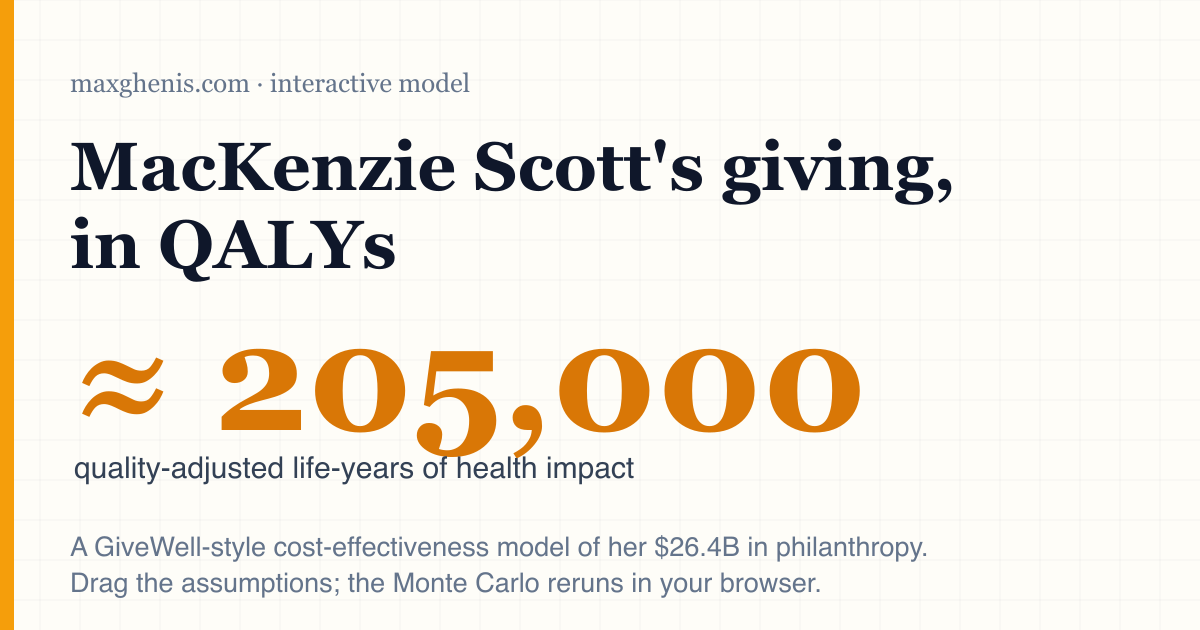 maxghenis.com · interactive model
MacKenzie Scott's giving,
in QALYs
≈ 205,000
quality-adjusted life-years of health impact
A GiveWell-style cost-effectiveness model of her $26.4B in philanthropy.
Drag the assumptions; the Monte Carlo reruns in your browser.